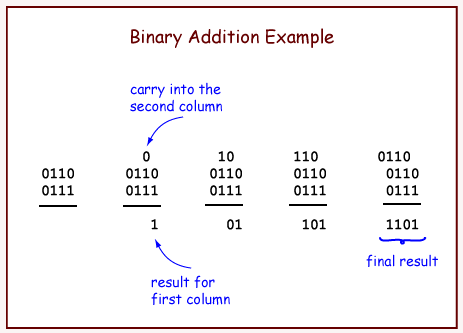 Binary Addition Example
carry into the
second column
0 10 110 0110
0110 0110 0110 0110 0110
0111 0111 0111 0111 0111
1 01 101 1101
final result
result for
first column